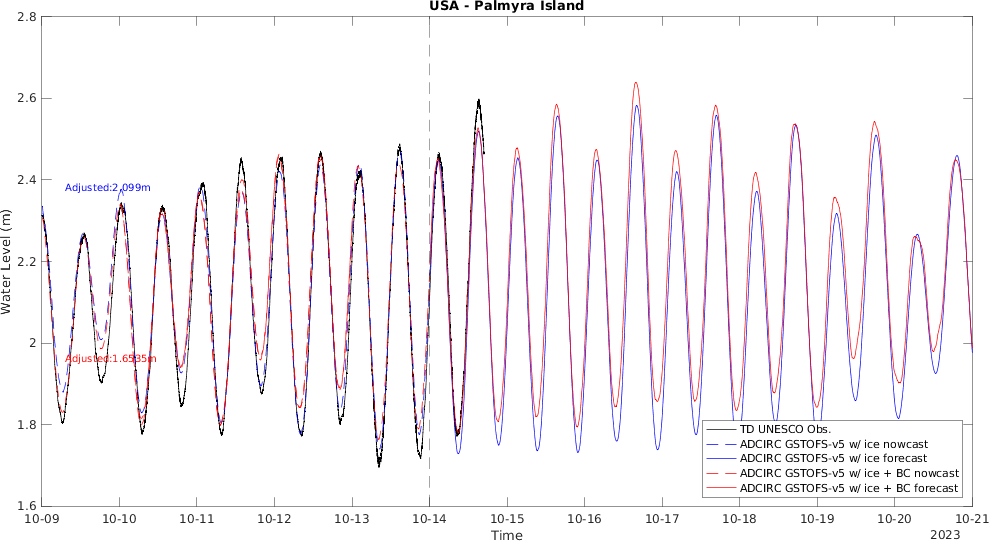 USA - Palmyra Island
2.8
2.6
2.4
2.2
2
1.8
1.6
Water Level (m)
Adjusted:2.099m
Adjusted:1.6535m
TD UNESCO Obs.
ADCIRC GSTOFS-v5 w/ ice nowcast
ADCIRC GSTOFS-v5 w/ ice forecast
ADCIRC GSTOFS-v5 w/ ice + BC nowcast
ADCIRC GSTOFS-v5 w/ ice + BC forecast
10-09 10-10 10-11 10-12 10-13 10-14 10-15 10-16 10-17 10-18 10-19 10-20 10-21
Time
2023